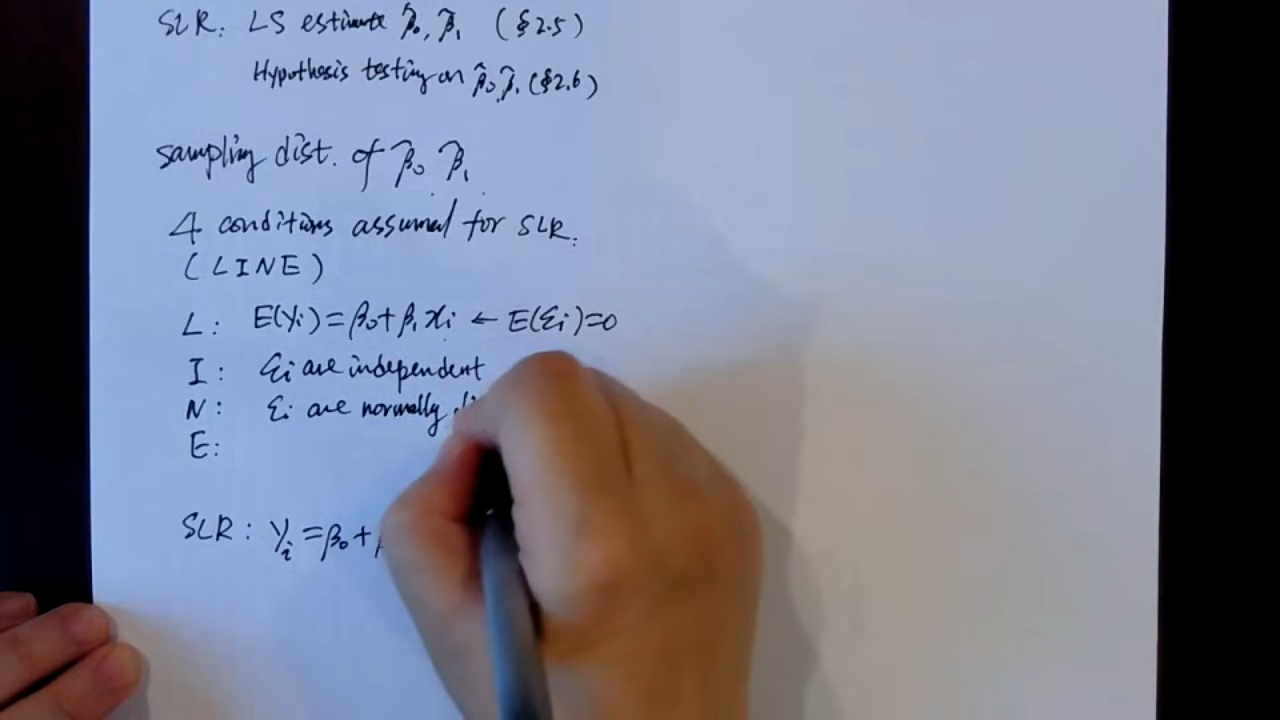 SLR: LS estimate β̂₀, β̂₁ (§2.5)
Hypothesis testing on β̂₀ β̂₁ (§2.6)
sampling dist. of β̂₀ β̂₁
4 conditions assumed for SLR.
(LINE)
L: E(Yi) = β₀ + β₁xi ← E(εi)=0
I: εi are independent
N: εi are normally
E:
SLR: Yi = β₀ +